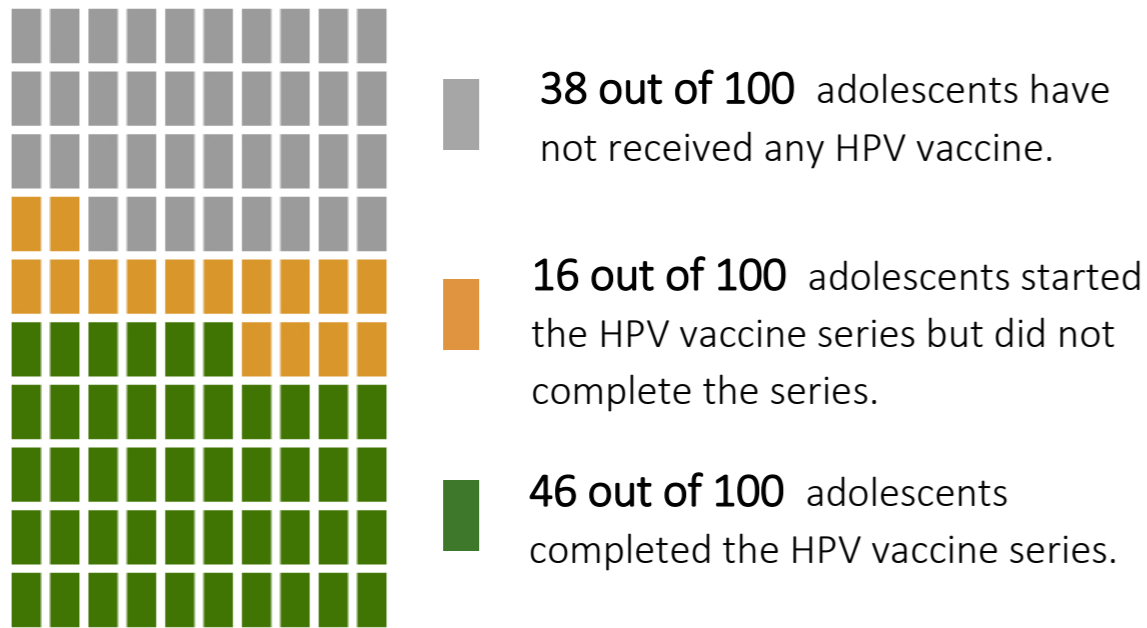 38 out of 100 adolescents have
not received any HPV vaccine.
16 out of 100 adolescents started
the HPV vaccine series but did not
complete the series.
46 out of 100 adolescents
completed the HPV vaccine series.